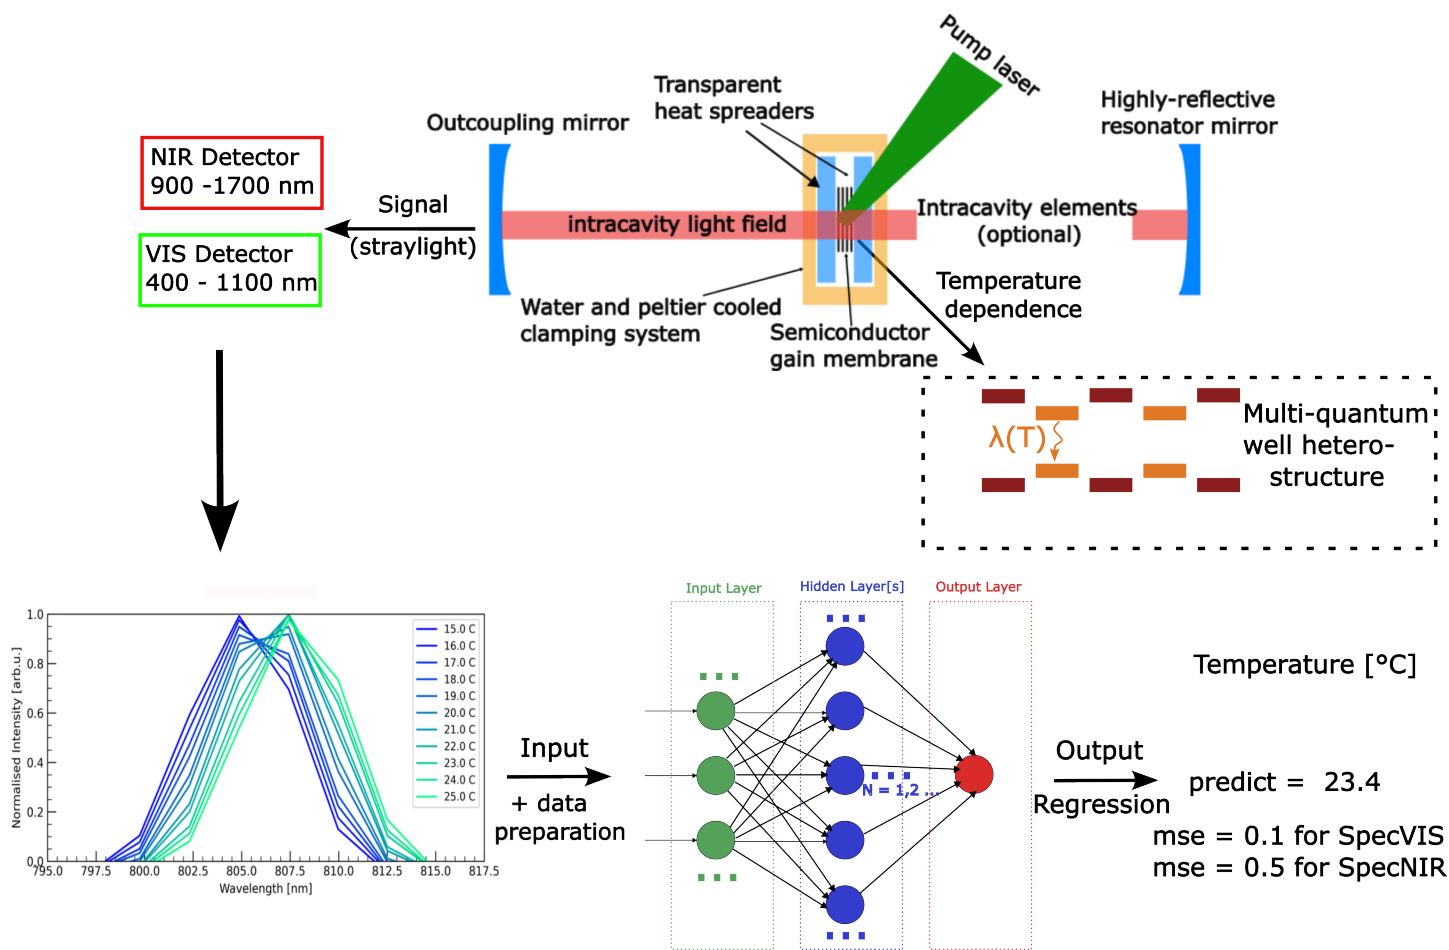 Pump laser
Transparent
heat spreaders
Highly-reflective
resonator mirror
Outcoupling mirror
NIR Detector
900 -1700 nm
Signal
(straylight)
VIS Detector
400 - 1100 nm
intracavity light field
Intracavity elements
(optional)
Temperature
dependence
Water and peltier cooled
clamping system
Semiconductor
gain membrane
Multi-quantum
well hetero-
structure
λ(T)
Input Layer
Hidden Layer[s]
Output Layer
1.0
0.8
0.6
0.4
0.2
0.0
Normalised Intensity [arb.u.]
15.0 C
16.0 C
17.0 C
18.0 C
19.0 C
20.0 C
21.0 C
22.0 C
23.0 C
24.0 C
25.0 C
795.0 797.5 800.0 802.5 805.0 807.5 810.0 812.5 815.0 817.5
Wavelength [nm]
Input
+ data
preparation
N = 1,2 ...
Output
Regression
Temperature [°C]
predict = 23.4
mse = 0.1 for SpecVIS
mse = 0.5 for SpecNIR